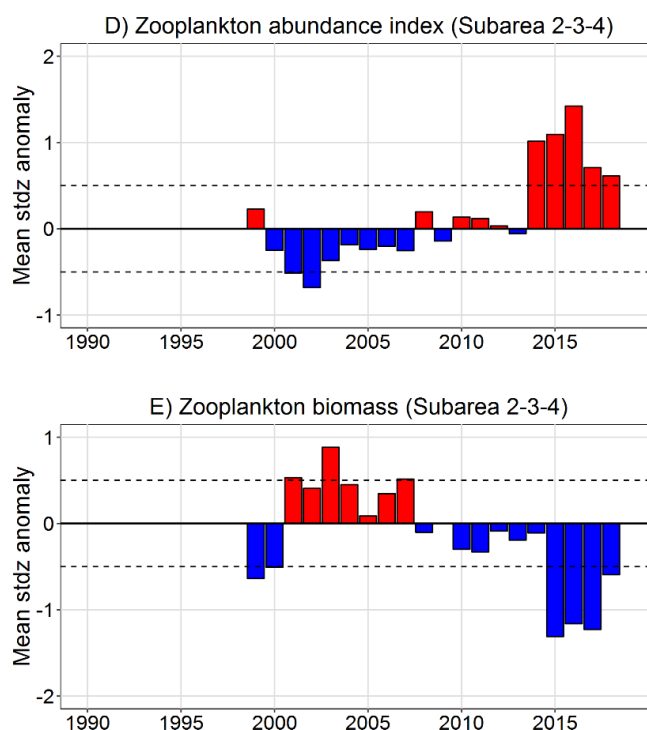 D) Zooplankton abundance index (Subarea 2-3-4)
Mean stdz anomaly
2
1
0
-1
1990 1995 2000 2005 2010 2015
E) Zooplankton biomass (Subarea 2-3-4)
Mean stdz anomaly
1
0
-1
-2
1990 1995 2000 2005 2010 2015